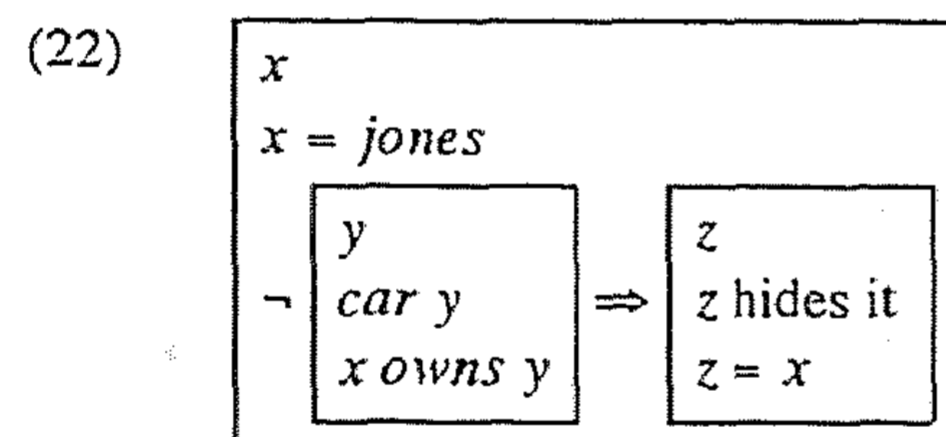 (22)
x
x = jones
y z
¬ car y ⇒ z hides it
x owns y z = x